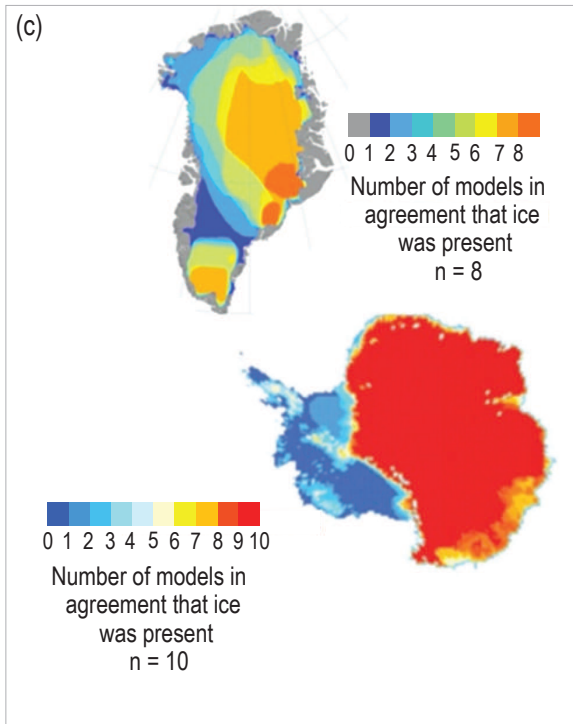 (c)
0 1 2 3 4 5 6 7 8
Number of models in
agreement that ice
was present
n = 8
0 1 2 3 4 5 6 7 8 9 10
Number of models in
agreement that ice
was present
n = 10